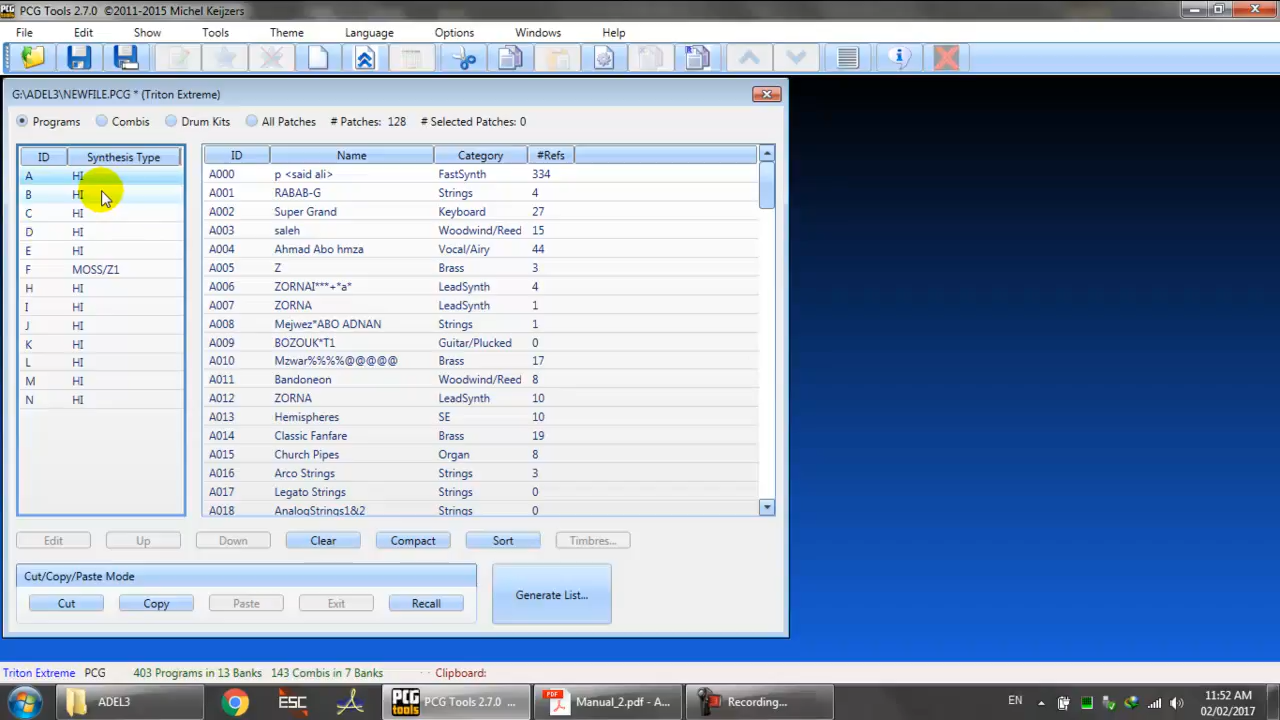 PCG Tools 2.7.0 ©2011-2015 Michel Keijzers
File Edit Show Tools Theme Language Options Windows Help
G:\ADEL3\NEWFILE.PCG * (Triton Extreme)
Programs Combis Drum Kits All Patches # Patches: 128 # Selected Patches: 0
ID Synthesis Type
A HI
B HI
C HI
D HI
E HI
F MOSS/Z1
H HI
I HI
J HI
K HI
L HI
M HI
N HI
ID Name Category #Refs
A000 p <said ali> FastSynth 334
A001 RABAB-G Strings 4
A002 Super Grand Keyboard 27
A003 saleh Woodwind/Reed 15
A004 Ahmad Abo hmza Vocal/Airy 44
A005 Z Brass 3
A006 ZORNAI***+*a* LeadSynth 4
A007 ZORNA LeadSynth 1
A008 Mejwez*ABO ADNAN Strings 1
A009 BOZOUK*T1 Guitar/Plucked 0
A010 Mzwar%%%%@@@@@ Brass 17
A011 Bandoneon Woodwind/Reed 8
A012 ZORNA LeadSynth 10
A013 Hemispheres SE 10
A014 Classic Fanfare Brass 19
A015 Church Pipes Organ 8
A016 Arco Strings Strings 3
A017 Legato Strings Strings 0
A018 AnalogStrings1&2 Strings 0
Edit Up Down Clear Compact Sort Timbres...
Cut/Copy/Paste Mode
Cut Copy Paste Exit Recall
Generate List...
Triton Extreme PCG 403 Programs in 13 Banks 143 Combis in 7 Banks Clipboard:
ADEL3 ESC PCG tools PCG Tools 2.7.0 ... PDF Manual_2.pdf - A... Recording... EN 11:52 AM
02/02/2017